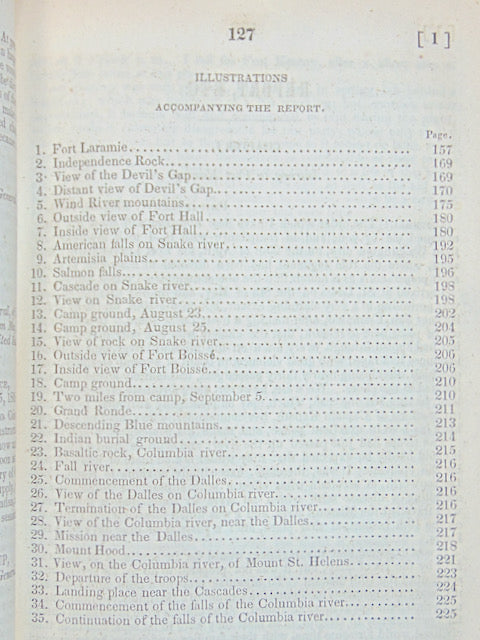 127 [ 1 ]
ILLUSTRATIONS
ACCOMPANYING THE REPORT.
Page.
1. Fort Laramie 157
2. Independence Rock 169
3. View of the Devil's Gap 169
4. Distant view of Devil's Gap 170
5. Wind River mountains 175
6. Outside view of Fort Hall 180
7. Inside view of Fort Hall 180
8. American falls on Snake river 192
9. Artemisia plains 195
10. Salmon falls 196
11. Cascade on Snake river 198
12. View on Snake river 198
13. Camp ground, August 23 202
14. Camp ground, August 25 204
15. View of rock on Snake river 205
16. Outside view of Fort Boissé 206
17. Inside view of Fort Boissé 206
18. Camp ground 210
19. Two miles from camp, September 5 210
20. Grand Ronde 211
21. Descending Blue mountains 213
22. Indian burial ground 214
23. Basaltic rock, Columbia river 215
24. Fall river 216
25. Commencement of the Dalles 216
26. View of the Dalles on Columbia river 216
27. Termination of the Dalles on Columbia river 216
28. View of the Columbia river, near the Dalles 217
29. Mission near the Dalles 217
30. Mount Hood 218
31. View, on the Columbia river, of Mount St. Helens 221
32. Departure of the troops 223
33. Landing place near the Cascades 224
34. Commencement of the falls of the Columbia river 225
35. Continuation of the falls of the Columbia river 225